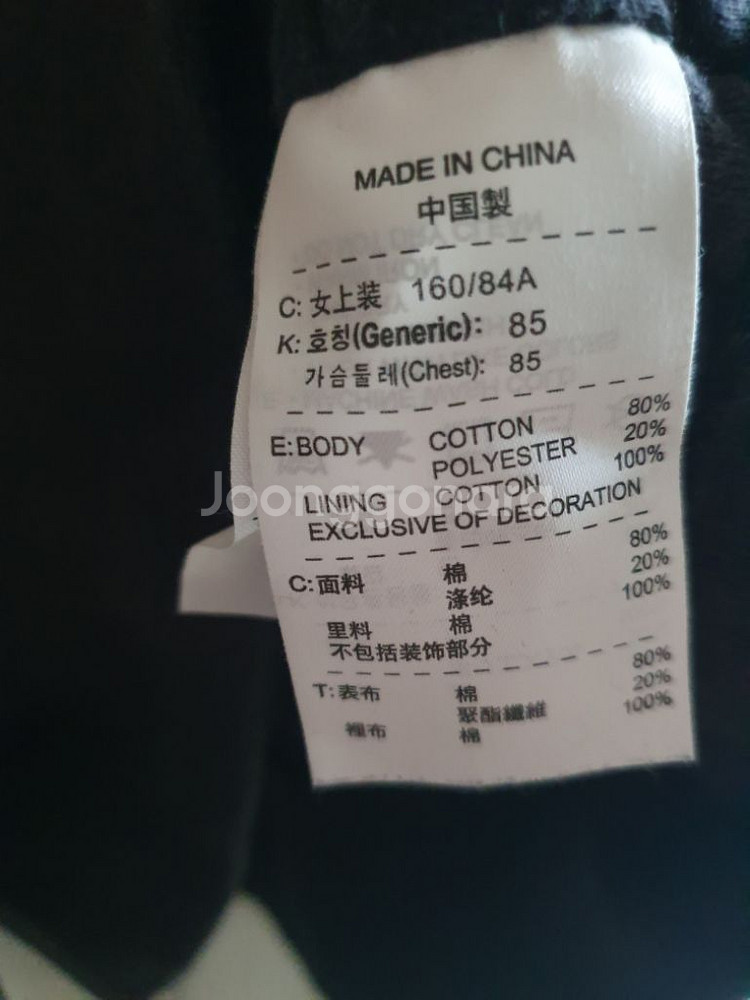 MADE IN CHINA
中国製
C: 女上装 160/84A
K: 호칭(Generic): 85
가슴둘레(Chest): 85
E: BODY COTTON 80%
POLYESTER 20%
LINING COTTON 100%
EXCLUSIVE OF DECORATION
C: 面料 棉 80%
涤纶 20%
里料 棉 100%
不包括装饰部分
T: 表布 棉 80%
聚酯纖維 20%
裡布 棉 100%
Joonggonara